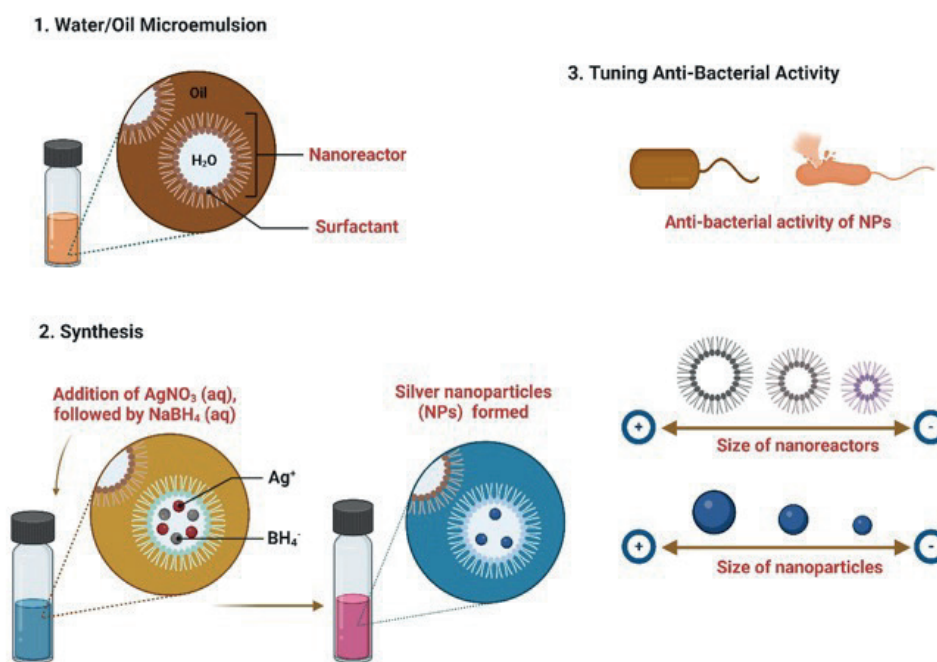 1. Water/Oil Microemulsion
Oil
H₂O
Nanoreactor
Surfactant
2. Synthesis
Addition of AgNO₃ (aq),
followed by NaBH₄ (aq)
Ag⁺
BH₄⁻
Silver nanoparticles
(NPs) formed
3. Tuning Anti-Bacterial Activity
Anti-bacterial activity of NPs
+
-
Size of nanoreactors
+
-
Size of nanoparticles